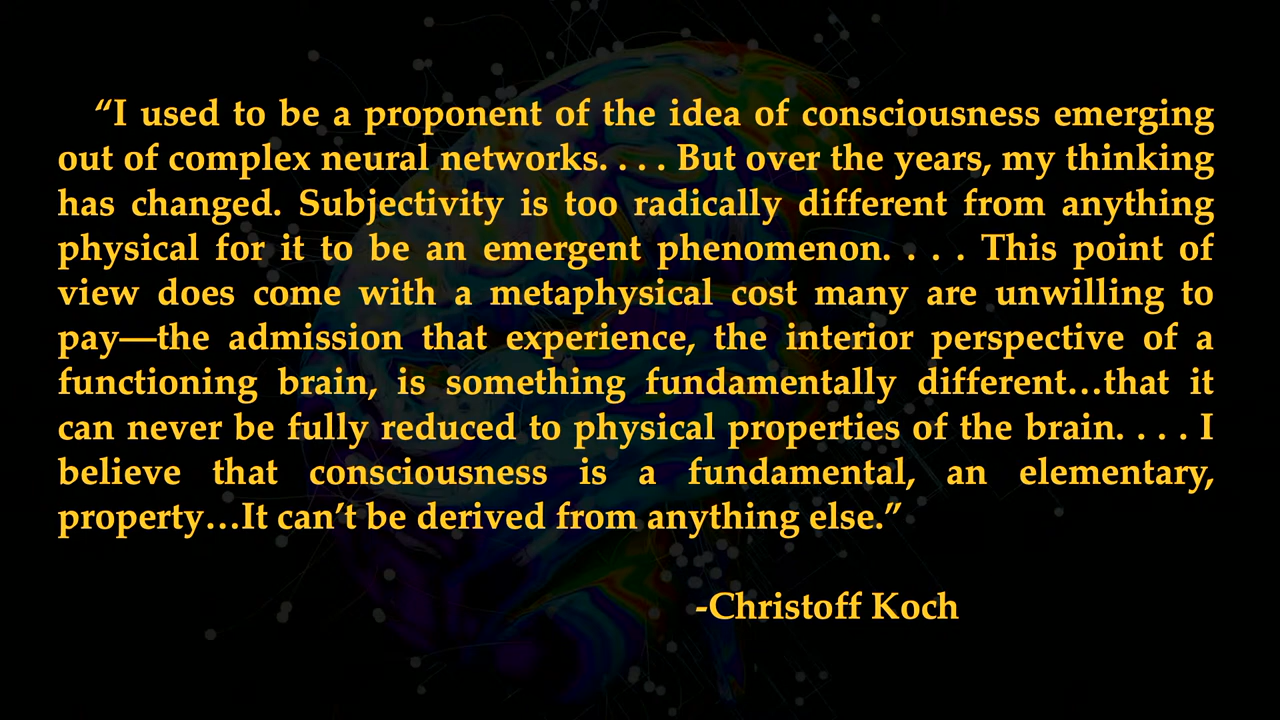 “I used to be a proponent of the idea of consciousness emerging
out of complex neural networks. . . . But over the years, my thinking
has changed. Subjectivity is too radically different from anything
physical for it to be an emergent phenomenon. . . . This point of
view does come with a metaphysical cost many are unwilling to
pay—the admission that experience, the interior perspective of a
functioning brain, is something fundamentally different…that it
can never be fully reduced to physical properties of the brain. . . . I
believe that consciousness is a fundamental, an elementary,
property…It can’t be derived from anything else.”
-Christoff Koch